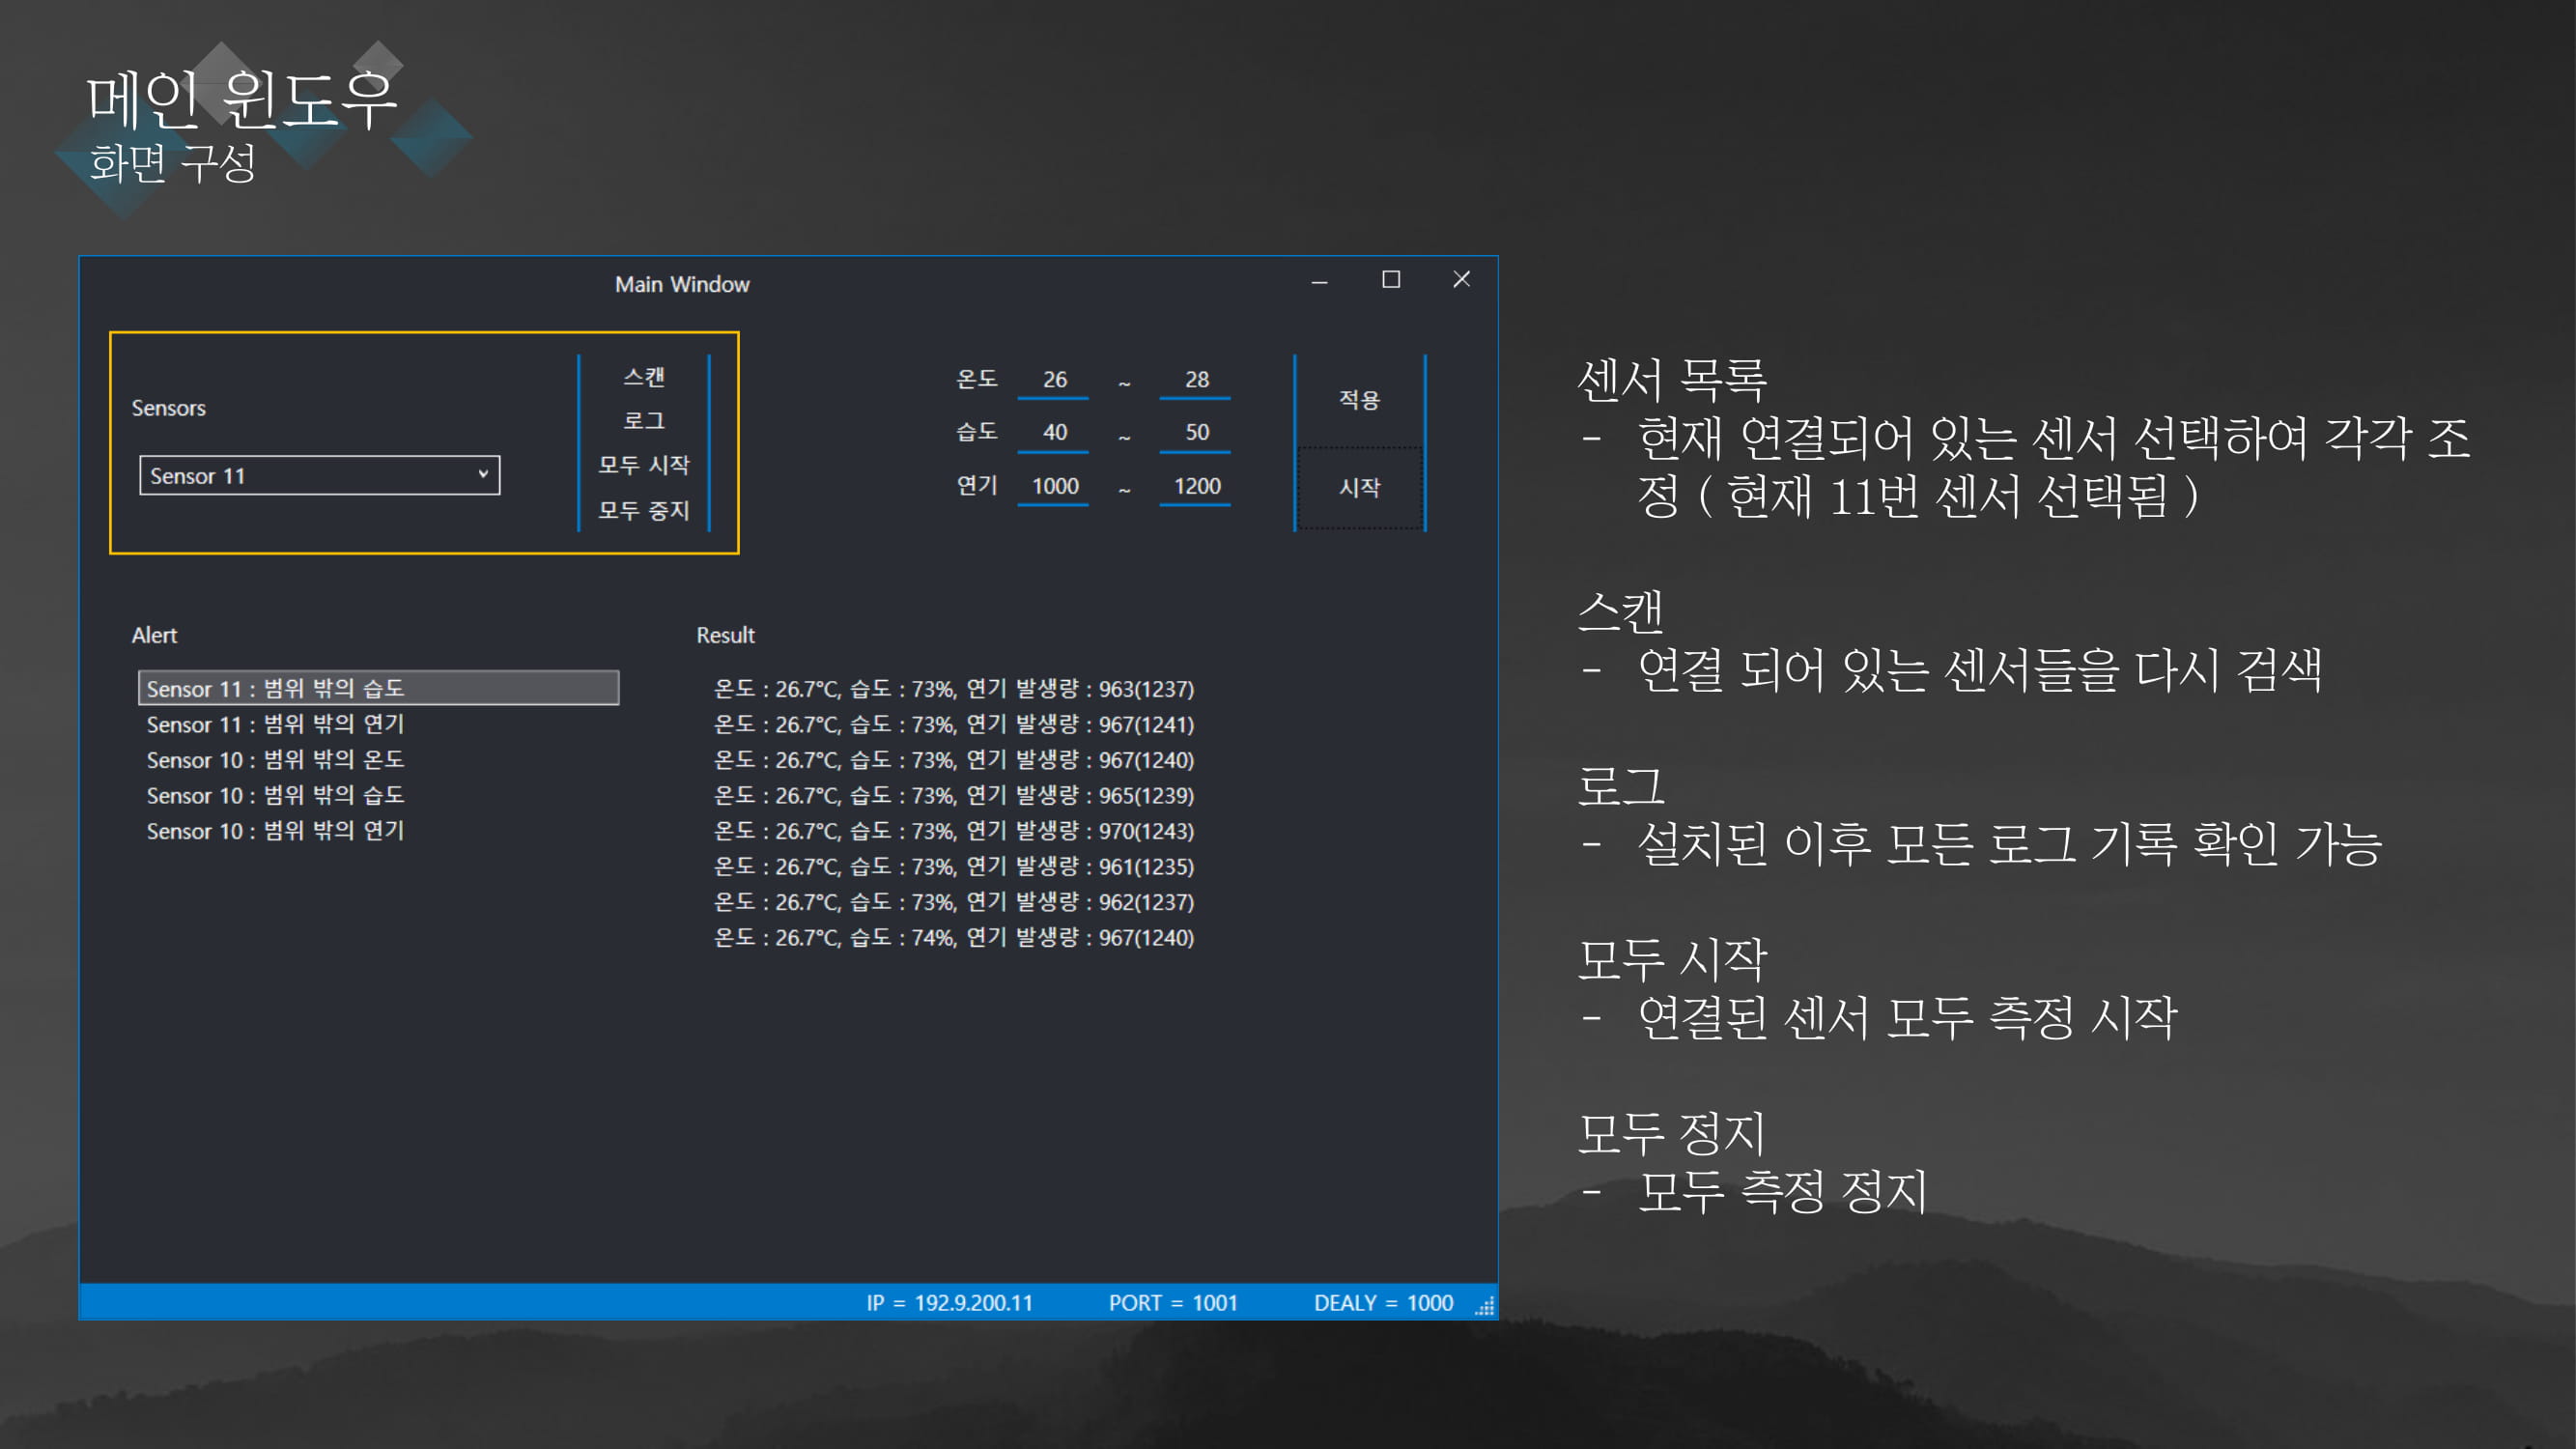 메인 윈도우
화면 구성
Main Window
Sensors
Sensor 11
스캔
로그
모두 시작
모두 중지
온도 26 ~ 28
습도 40 ~ 50
연기 1000 ~ 1200
적용
시작
Alert
Sensor 11 : 범위 밖의 습도
Sensor 11 : 범위 밖의 연기
Sensor 10 : 범위 밖의 온도
Sensor 10 : 범위 밖의 습도
Sensor 10 : 범위 밖의 연기
Result
온도 : 26.7°C, 습도 : 73%, 연기 발생량 : 963(1237)
온도 : 26.7°C, 습도 : 73%, 연기 발생량 : 967(1241)
온도 : 26.7°C, 습도 : 73%, 연기 발생량 : 967(1240)
온도 : 26.7°C, 습도 : 73%, 연기 발생량 : 965(1239)
온도 : 26.7°C, 습도 : 73%, 연기 발생량 : 970(1243)
온도 : 26.7°C, 습도 : 73%, 연기 발생량 : 961(1235)
온도 : 26.7°C, 습도 : 73%, 연기 발생량 : 962(1237)
온도 : 26.7°C, 습도 : 74%, 연기 발생량 : 967(1240)
IP = 192.9.200.11 PORT = 1001 DEALY = 1000
센서 목록
- 현재 연결되어 있는 센서 선택하여 각각 조
정 ( 현재 11번 센서 선택됨 )
스캔
- 연결 되어 있는 센서들을 다시 검색
로그
- 설치된 이후 모든 로그 기록 확인 가능
모두 시작
- 연결된 센서 모두 측정 시작
모두 정지
- 모두 측정 정지